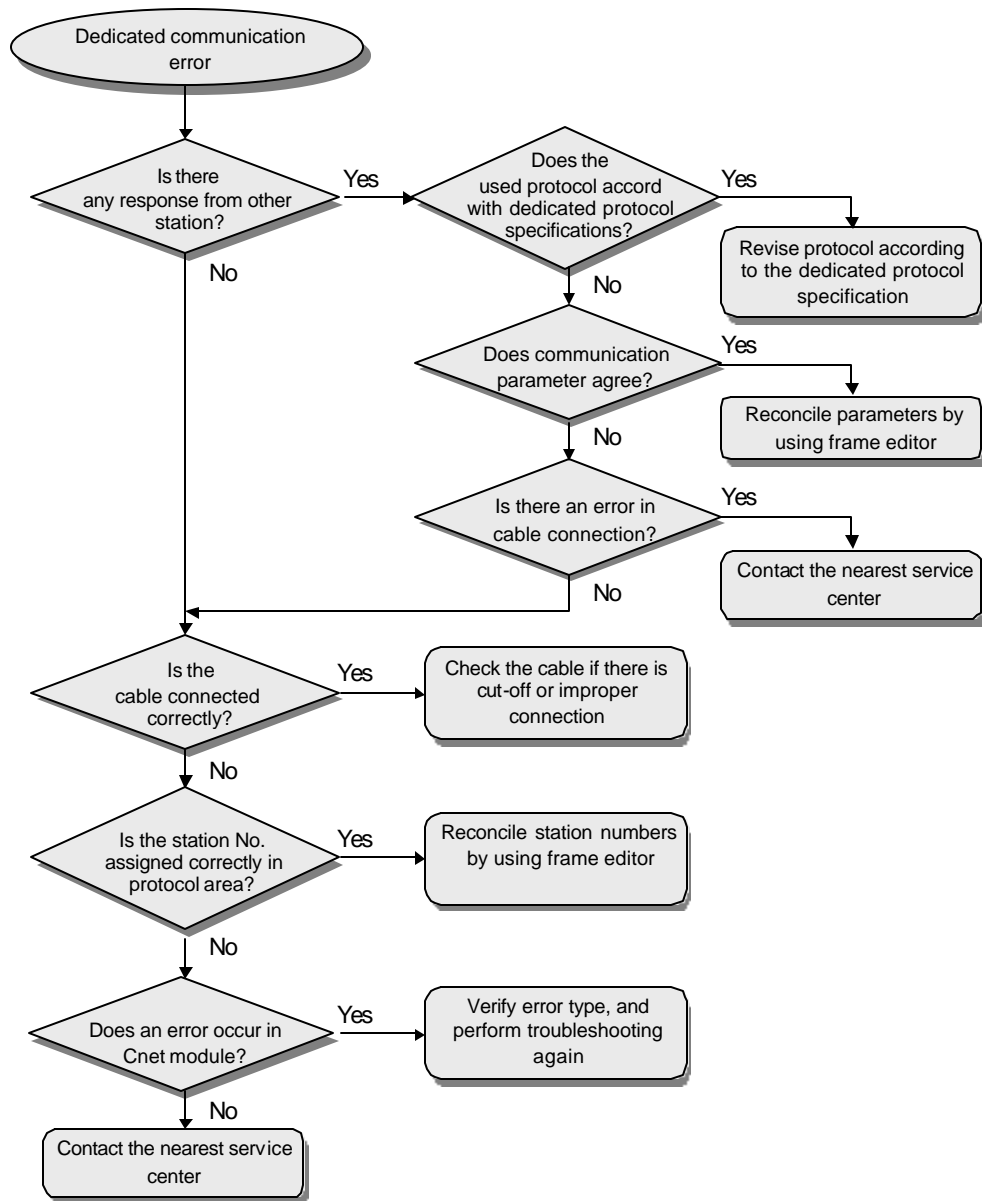 Dedicated communication
error
Is there
any response from other
station?
Yes
No
Does the
used protocol accord
with dedicated protocol
specifications?
Yes
No
Revise protocol according
to the dedicated protocol
specification
Does communication
parameter agree?
Yes
No
Reconcile parameters by
using frame editor
Is there an error in
cable connection?
Yes
No
Contact the nearest service
center
Is the
cable connected
correctly?
Yes
No
Check the cable if there is
cut-off or improper
connection
Is the station No.
assigned correctly in
protocol area?
Yes
No
Reconcile station numbers
by using frame editor
Does an error occur in
Cnet module?
Yes
No
Verify error type, and
perform troubleshooting
again
Contact the nearest service
center